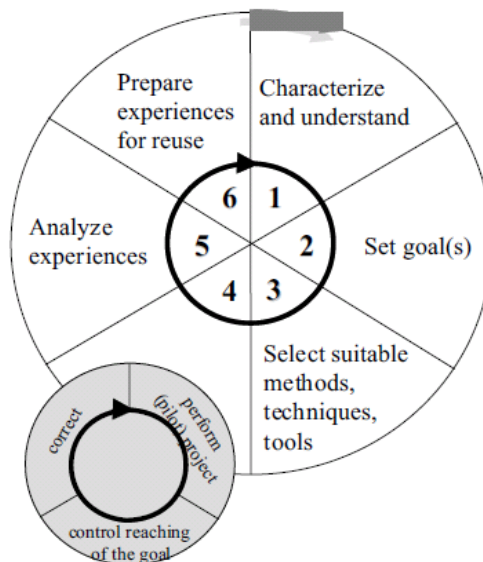 Prepare
experiences
for reuse
Characterize
and understand
Analyze
experiences
Set goal(s)
6
1
5
2
4
3
Select suitable
methods,
techniques,
tools
correct
perform
(pilot) project
control reaching
of the goal